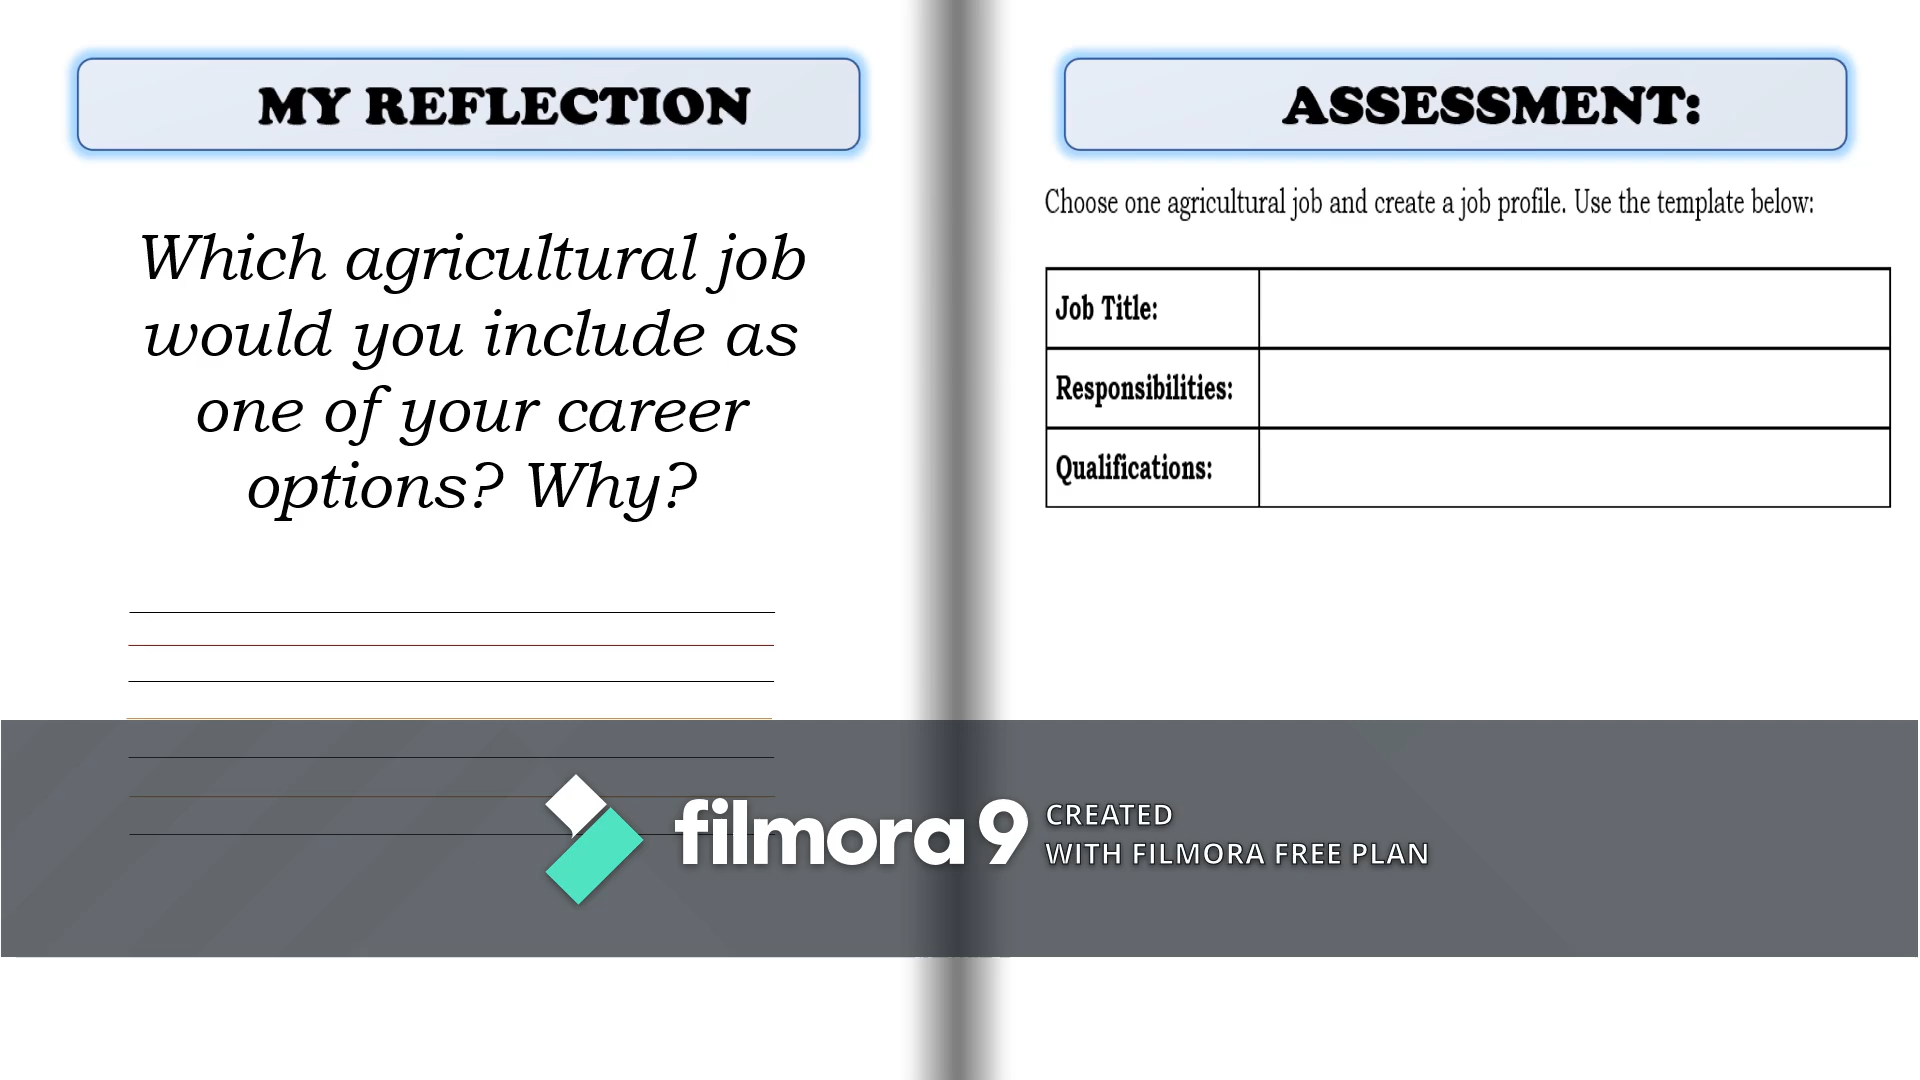 MY REFLECTION
Which agricultural job
would you include as
one of your career
options? Why?
ASSESSMENT:
Choose one agricultural job and create a job profile. Use the template below:
Job Title:
Responsibilities:
Qualifications:
filmora9
CREATED
WITH FILMORA FREE PLAN